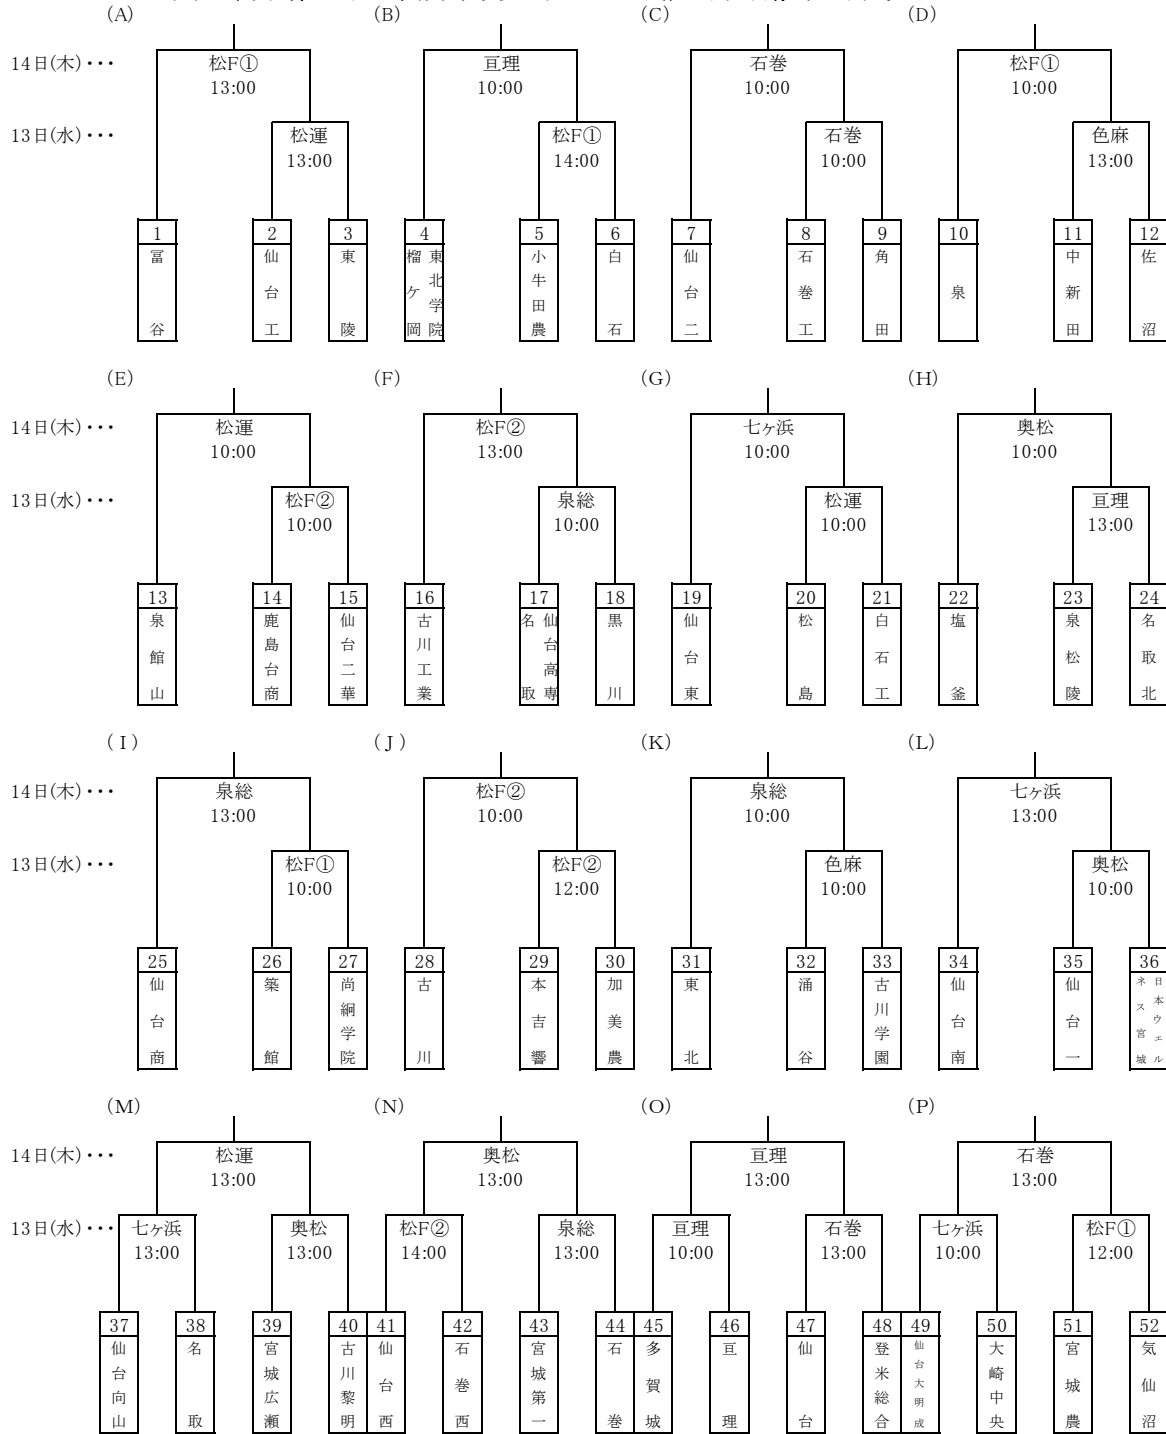 (A) (B) (C) (D)
14日(木)・・・ 松F① 亘理 石巻 松F①
13:00 10:00 10:00 10:00
13日(水)・・・ 松運 松F① 石巻 色麻
13:00 14:00 10:00 13:00
1 2 3 4 5 6 7 8 9 10 11 12
冨谷 仙台工 東陵 東北学院榴ケ岡 小牛田農 白石 仙台二 石巻工 角田 泉 中新田 佐沼
(E) (F) (G) (H)
14日(木)・・・ 松運 松F② 七ヶ浜 奥松
10:00 13:00 10:00 10:00
13日(水)・・・ 松F② 泉総 松運 亘理
10:00 10:00 10:00 13:00
13 14 15 16 17 18 19 20 21 22 23 24
泉館山 鹿島台商 仙台二華 古川工業 仙台高専名取 黒川 仙台東 松島 白石工 塩釜 泉松陵 名取北
(I) (J) (K) (L)
14日(木)・・・ 泉総 松F② 泉総 七ヶ浜
13:00 10:00 10:00 13:00
13日(水)・・・ 松F① 松F② 色麻 奥松
10:00 12:00 10:00 10:00
25 26 27 28 29 30 31 32 33 34 35 36
仙台商 築館 尚絅学院 古川 本吉響 加美農 東北 涌谷 古川学園 仙台南 仙台一 日本ウェルネス宮城
(M) (N) (O) (P)
14日(木)・・・ 松運 奥松 亘理 石巻
13:00 13:00 13:00 13:00
13日(水)・・・ 七ヶ浜 奥松 松F② 泉総 亘理 石巻 七ヶ浜 松F①
13:00 13:00 14:00 13:00 10:00 13:00 10:00 12:00
37 38 39 40 41 42 43 44 45 46 47 48 49 50 51 52
仙台向山 名取 宮城広瀬 古川黎明 仙台西 石巻西 宮城第一 石巻 多賀城 亘理 仙台 登米総合 仙台大明成 大崎中央 宮城農 気仙沼